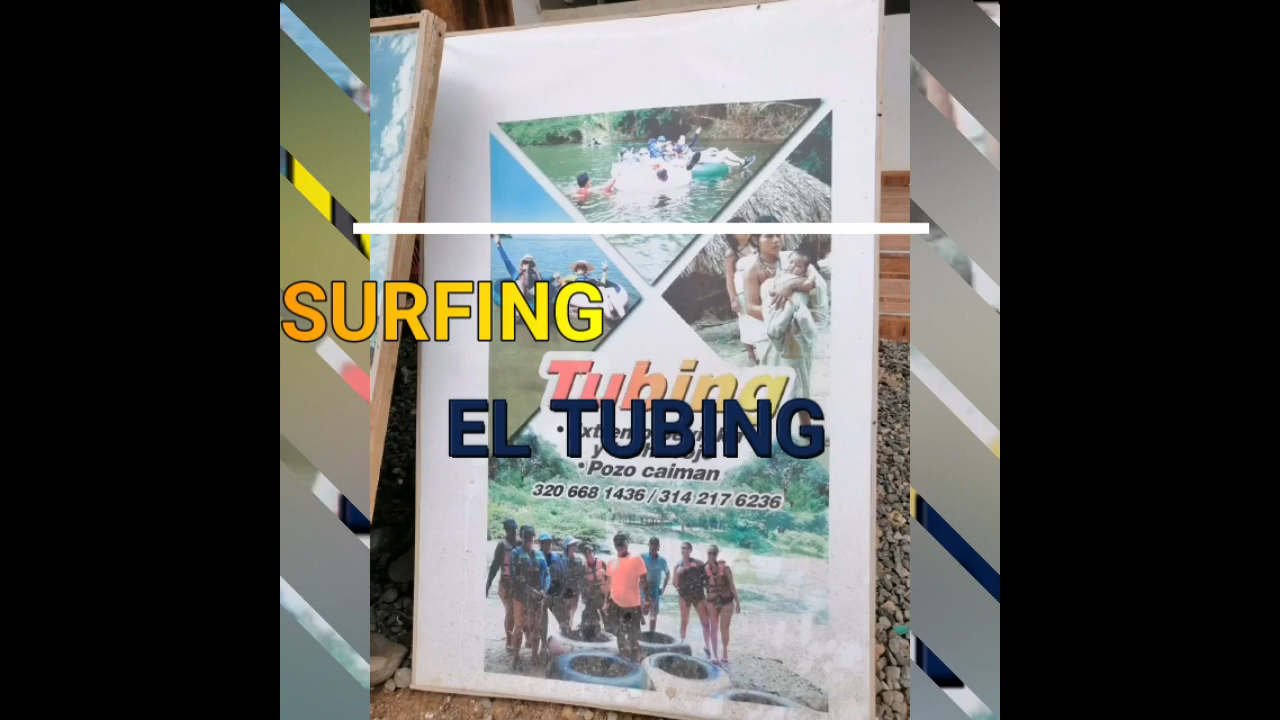 SURFING
Tubing
EL TUBING
• Pozo caiman
320 668 1436 / 314 217 6236